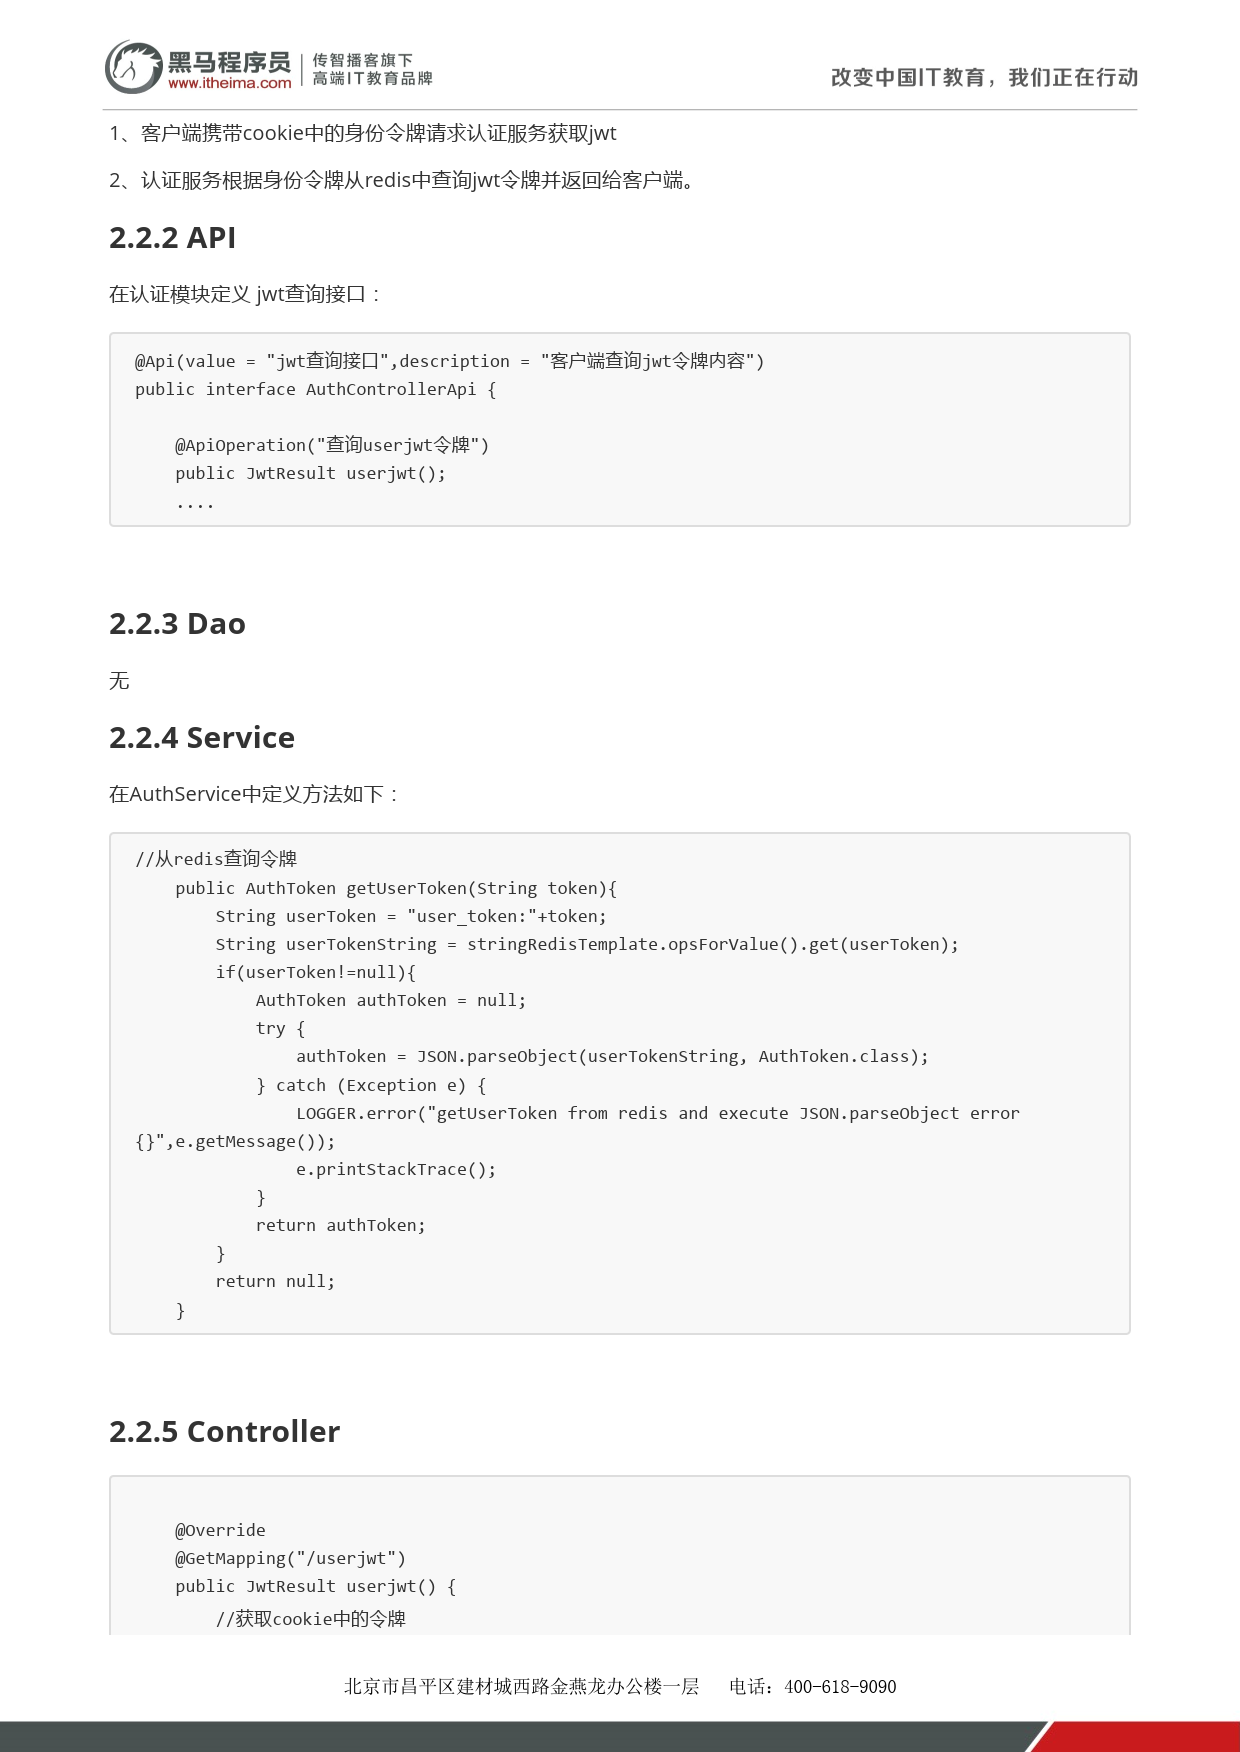 黑马程序员
www.itheima.com
传智播客旗下
高端IT教育品牌
改变中国IT教育，我们正在行动
1、客户端携带cookie中的身份令牌请求认证服务获取jwt
2、认证服务根据身份令牌从redis中查询jwt令牌并返回给客户端。
2.2.2 API
在认证模块定义 jwt查询接口：
@Api(value = "jwt查询接口",description = "客户端查询jwt令牌内容")
public interface AuthControllerApi {
    @ApiOperation("查询userjwt令牌")
    public JwtResult userjwt();
    ....
2.2.3 Dao
无
2.2.4 Service
在AuthService中定义方法如下：
//从redis查询令牌
    public AuthToken getUserToken(String token){
        String userToken = "user_token:"+token;
        String userTokenString = stringRedisTemplate.opsForValue().get(userToken);
        if(userToken!=null){
            AuthToken authToken = null;
            try {
                authToken = JSON.parseObject(userTokenString, AuthToken.class);
            } catch (Exception e) {
                LOGGER.error("getUserToken from redis and execute JSON.parseObject error
{}",e.getMessage());
                e.printStackTrace();
            }
            return authToken;
        }
        return null;
    }
2.2.5 Controller
    @Override
    @GetMapping("/userjwt")
    public JwtResult userjwt() {
        //获取cookie中的令牌
北京市昌平区建材城西路金燕龙办公楼一层 电话：400-618-9090